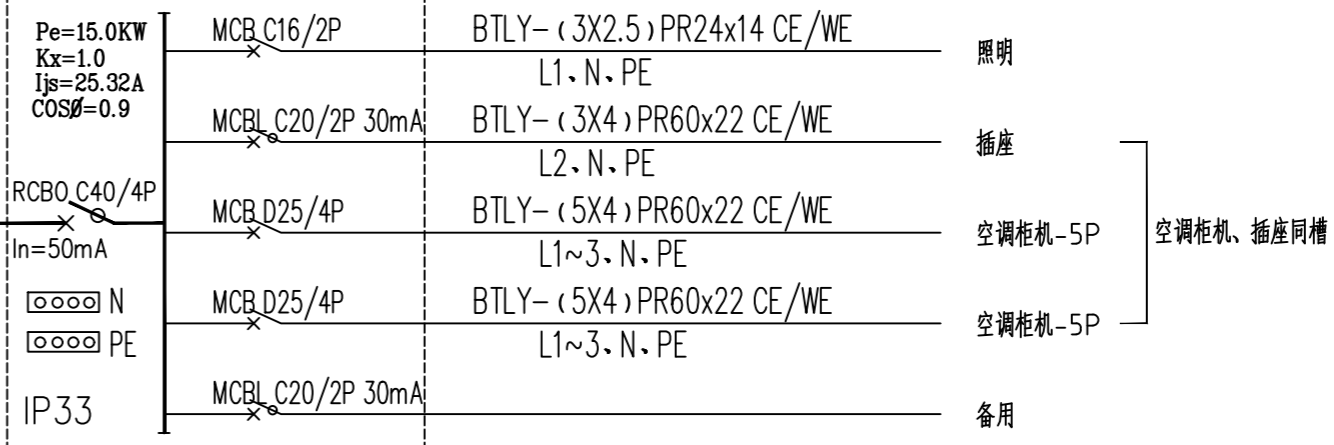 Pe=15.0KW
Kx=1.0
Ijs=25.32A
COSØ=0.9
RCBO C40/4P
In=50mA
N
PE
IP33
MCB C16/2P
BTLY-(3X2.5)PR24x14 CE/WE
L1、N、PE
照明
MCBL C20/2P 30mA
BTLY-(3X4)PR60x22 CE/WE
L2、N、PE
插座
MCB D25/4P
BTLY-(5X4)PR60x22 CE/WE
L1~3、N、PE
空调柜机-5P
MCB D25/4P
BTLY-(5X4)PR60x22 CE/WE
L1~3、N、PE
空调柜机-5P
空调柜机、插座同槽
MCBL C20/2P 30mA
备用